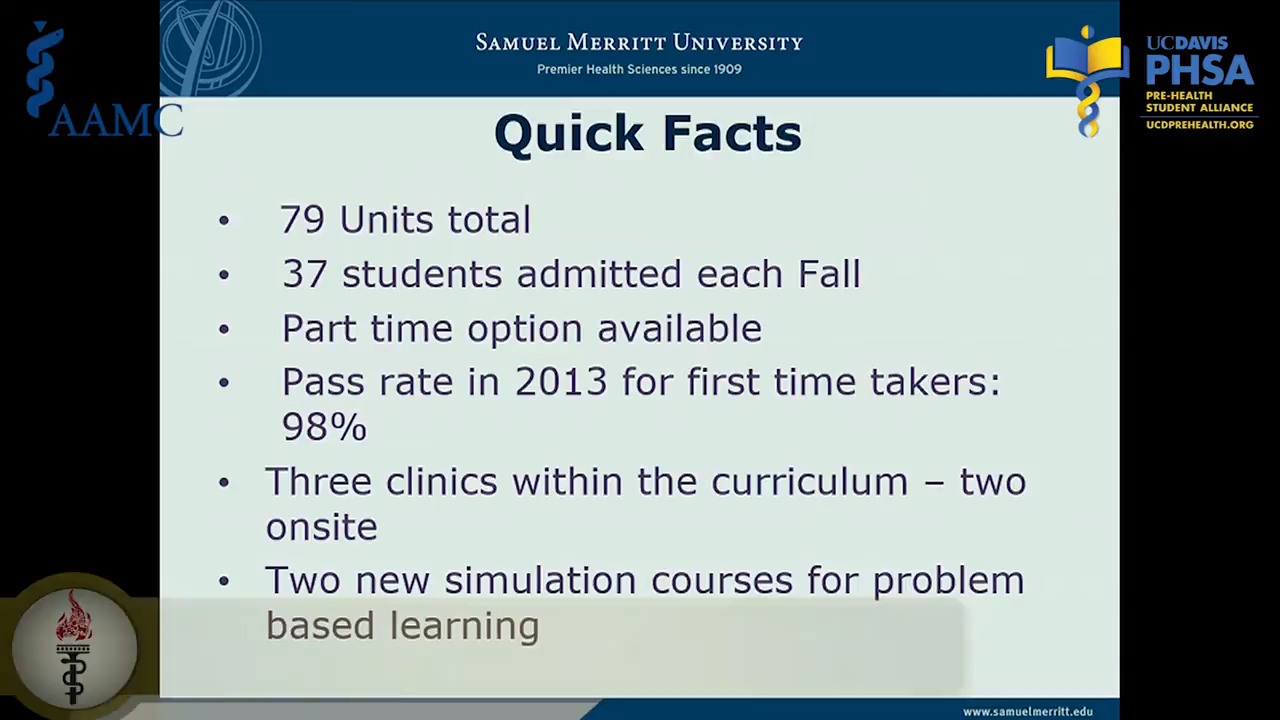 SAMUEL MERRITT UNIVERSITY
Premier Health Sciences since 1909
AAMC
UCDAVIS
PHSA
PRE-HEALTH
STUDENT ALLIANCE
UCDPREHEALTH.ORG
Quick Facts
• 79 Units total
• 37 students admitted each Fall
• Part time option available
• Pass rate in 2013 for first time takers:
98%
• Three clinics within the curriculum – two
onsite
• Two new simulation courses for problem
based learning
www.samuelmerritt.edu